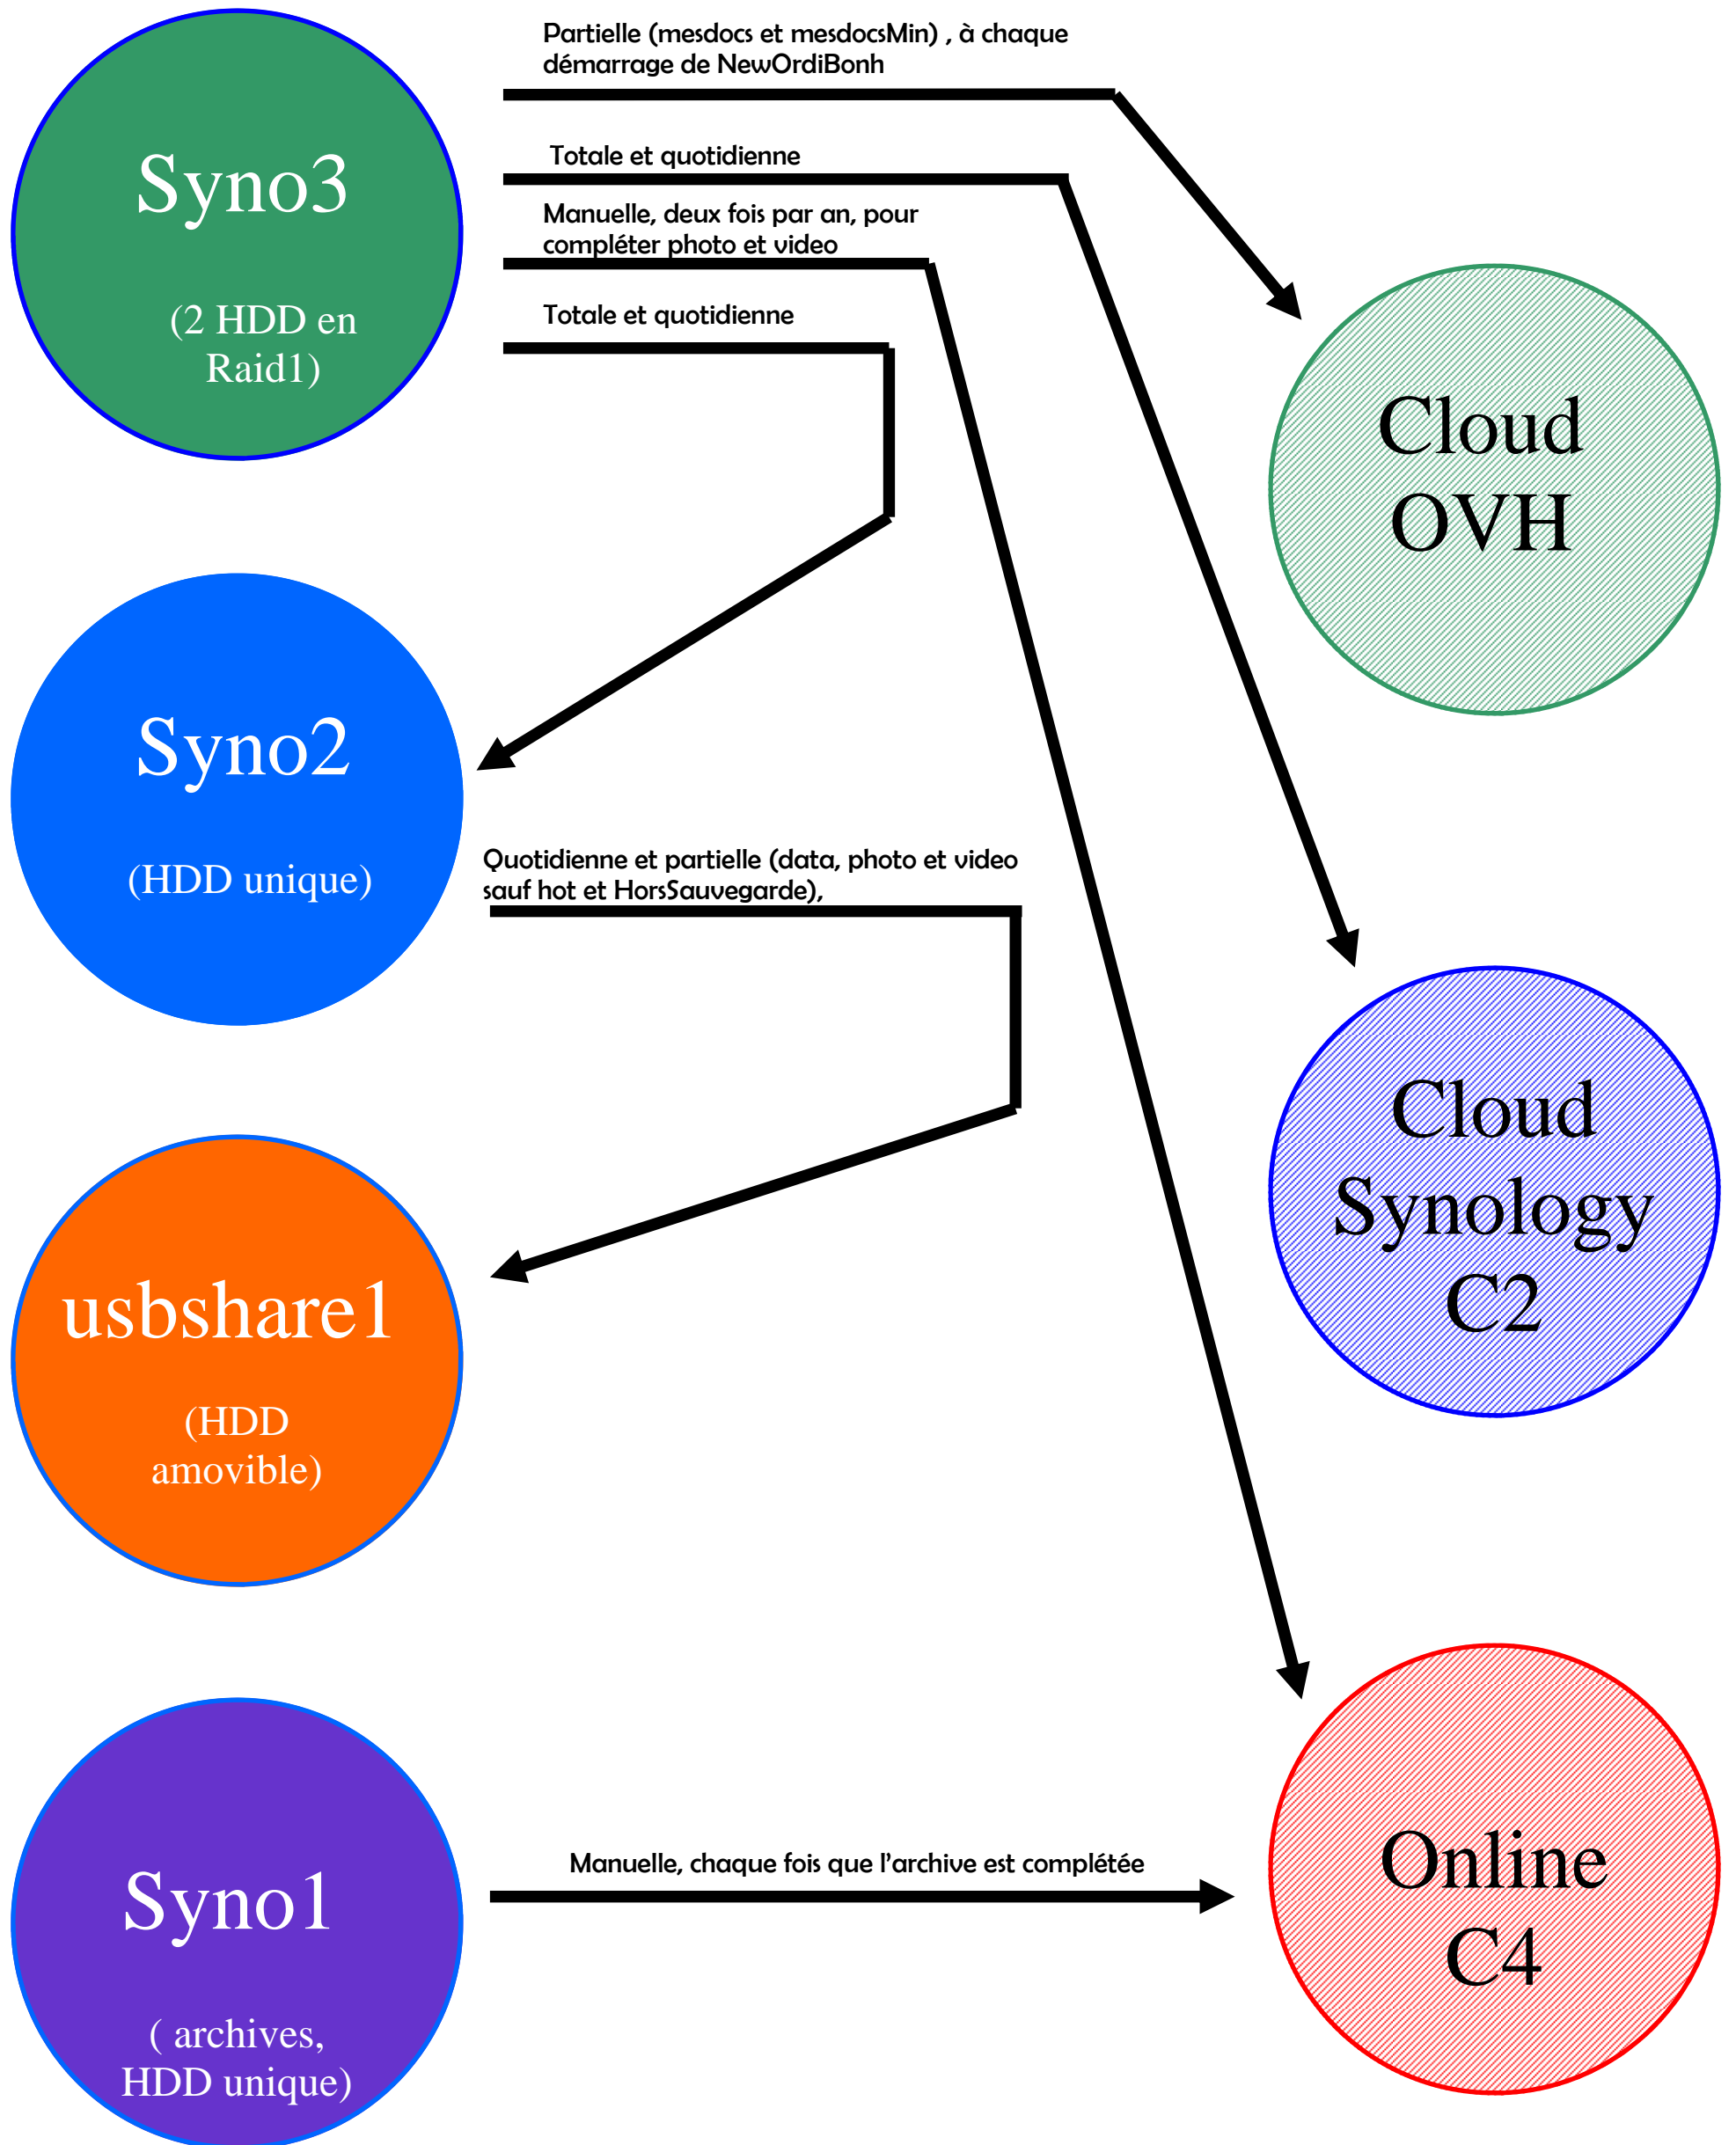 Partielle (mesdocs et mesdocsMin) , à chaque
démarrage de NewOrdiBonh
Syno3
(2 HDD en
Raid1)
Totale et quotidienne
Manuelle, deux fois par an, pour
compléter photo et video
Totale et quotidienne
Cloud
OVH
Syno2
(HDD unique)
Quotidienne et partielle (data, photo et video
sauf hot et HorsSauvegarde),
Cloud
Synology
C2
usbshare1
(HDD
amovible)
Syno1
( archives,
HDD unique)
Manuelle, chaque fois que l’archive est complétée
Online
C4